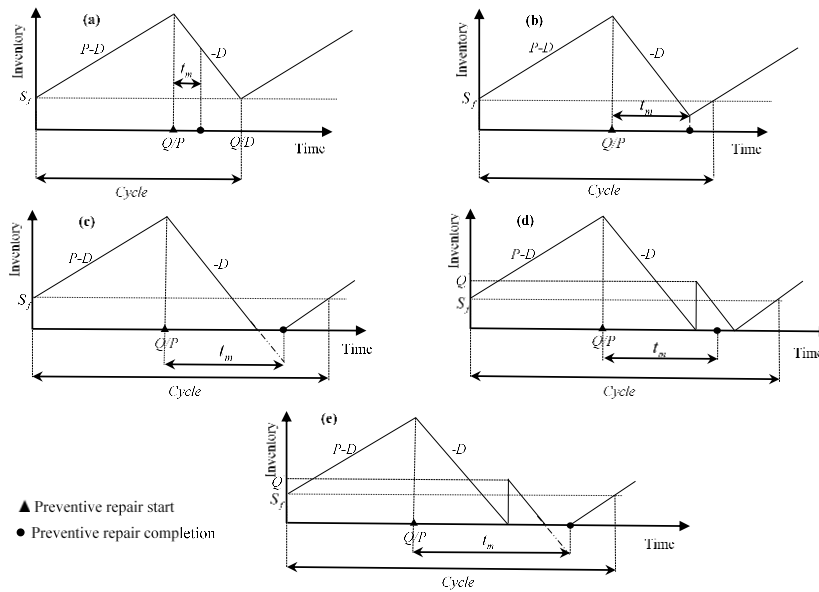 (a)
Inventory
P-D
-D
t_m
S_f
Q/P
Q/D
Time
Cycle
(b)
Inventory
P-D
-D
S_f
t_m
Q/P
Time
Cycle
(c)
Inventory
P-D
-D
S_f
Q/P
t_m
Time
Cycle
(d)
Inventory
P-D
-D
Q
S_f
Q/P
t_m
Time
Cycle
(e)
Inventory
P-D
-D
Q
S_f
Q/P
t_m
Time
Cycle
▲ Preventive repair start
● Preventive repair completion